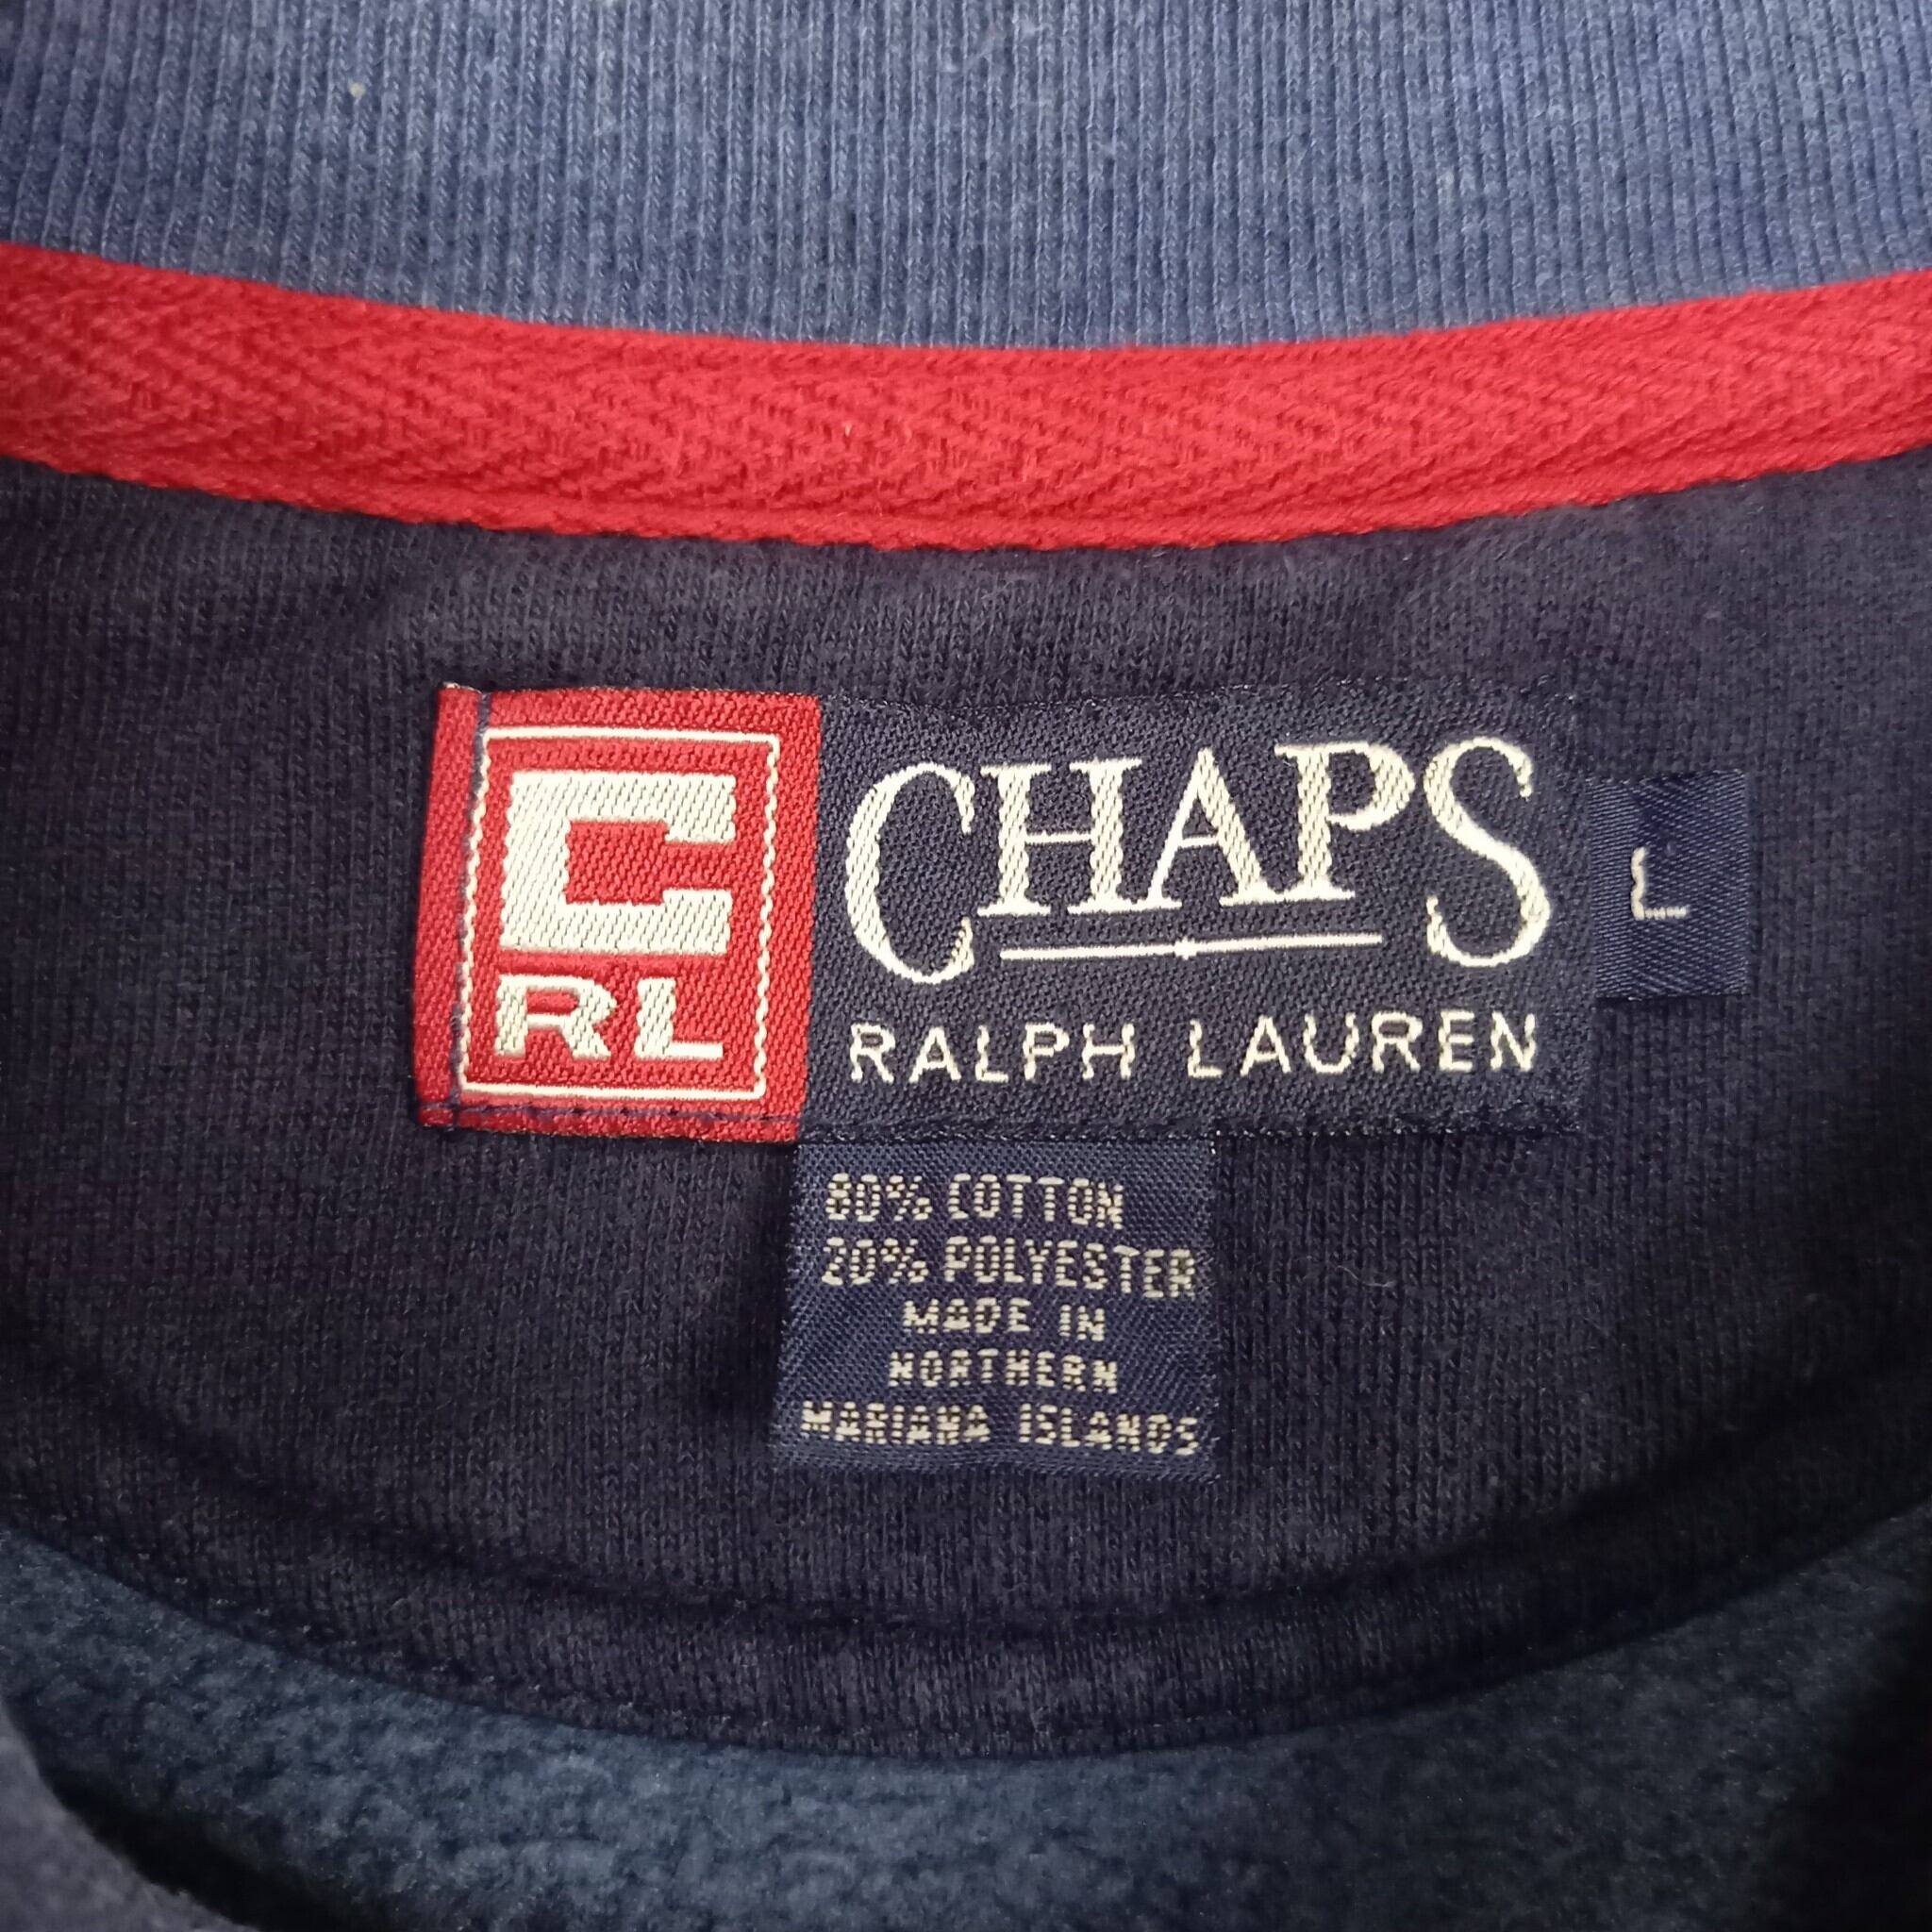 C
RL
CHAPS
RALPH LAUREN
L
80% COTTON
20% POLYESTER
MADE IN
NORTHERN
MARIANA ISLANDS